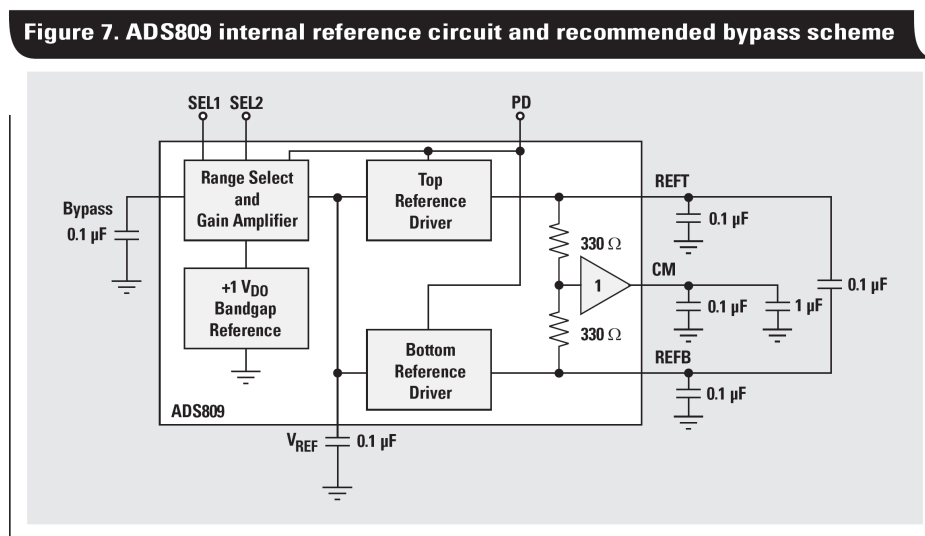 Figure 7. ADS809 internal reference circuit and recommended bypass scheme
SEL1 SEL2
PD
Range Select
and
Gain Amplifier
Top
Reference
Driver
REFT
Bypass
0.1 µF
0.1 µF
330 Ω
CM
+1 VDO
Bandgap
Reference
1
0.1 µF
0.1 µF
1 µF
330 Ω
Bottom
Reference
Driver
REFB
0.1 µF
ADS809
VREF
0.1 µF